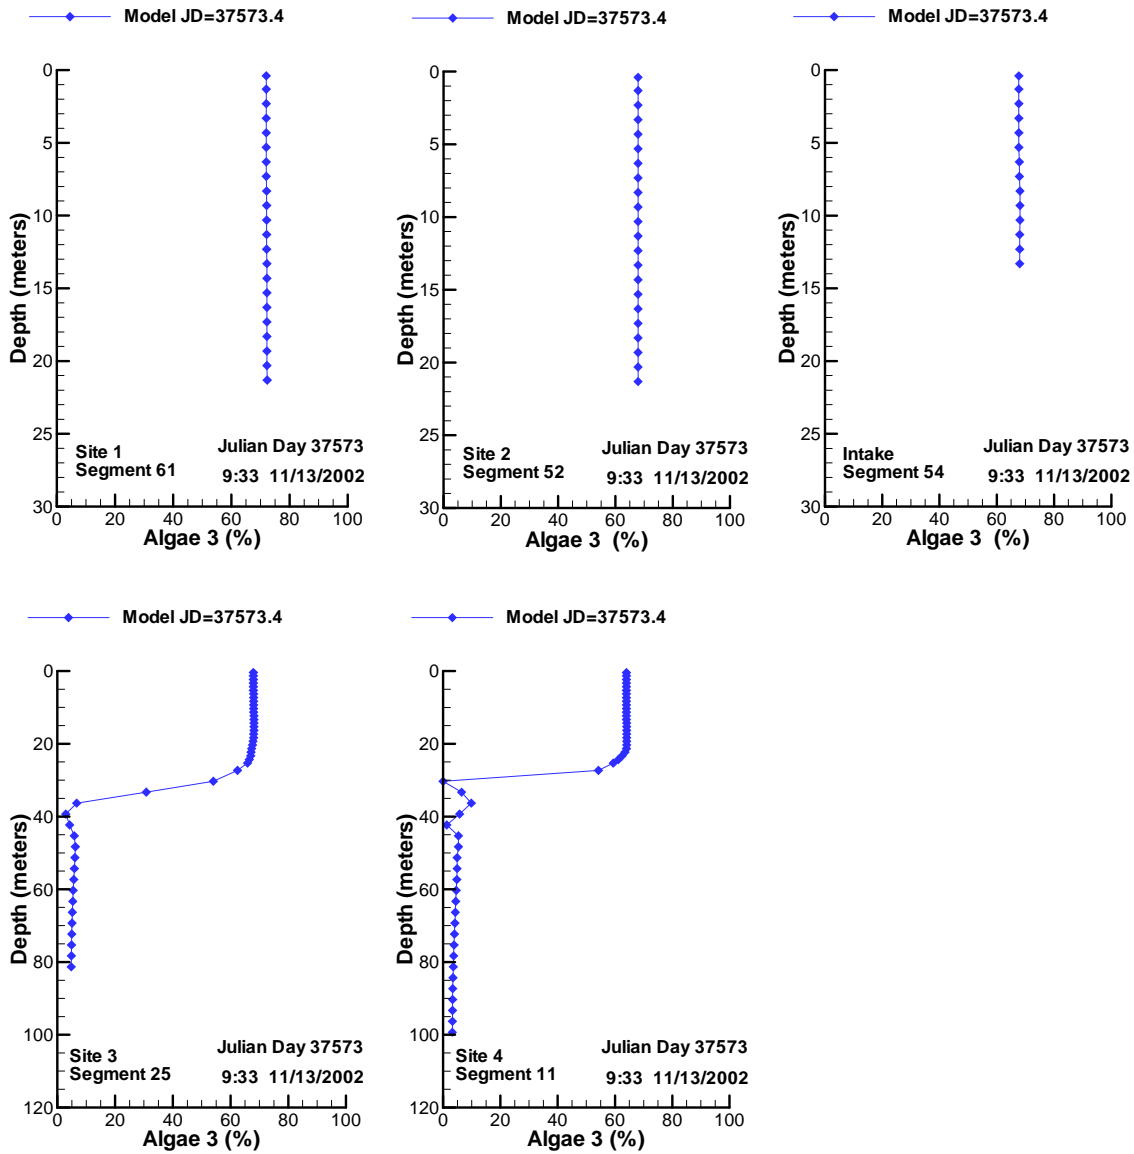 Model JD=37573.4
0
5
10
15
20
25
30
Depth (meters)
Site 1
Segment 61
Julian Day 37573
9:33 11/13/2002
0 20 40 60 80 100
Algae 3 (%)
Model JD=37573.4
0
5
10
15
20
25
30
Depth (meters)
Site 2
Segment 52
Julian Day 37573
9:33 11/13/2002
0 20 40 60 80 100
Algae 3 (%)
Model JD=37573.4
0
5
10
15
20
25
30
Depth (meters)
Intake
Segment 54
Julian Day 37573
9:33 11/13/2002
0 20 40 60 80 100
Algae 3 (%)
Model JD=37573.4
0
20
40
60
80
100
120
Depth (meters)
Site 3
Segment 25
Julian Day 37573
9:33 11/13/2002
0 20 40 60 80 100
Algae 3 (%)
Model JD=37573.4
0
20
40
60
80
100
120
Depth (meters)
Site 4
Segment 11
Julian Day 37573
9:33 11/13/2002
0 20 40 60 80 100
Algae 3 (%)